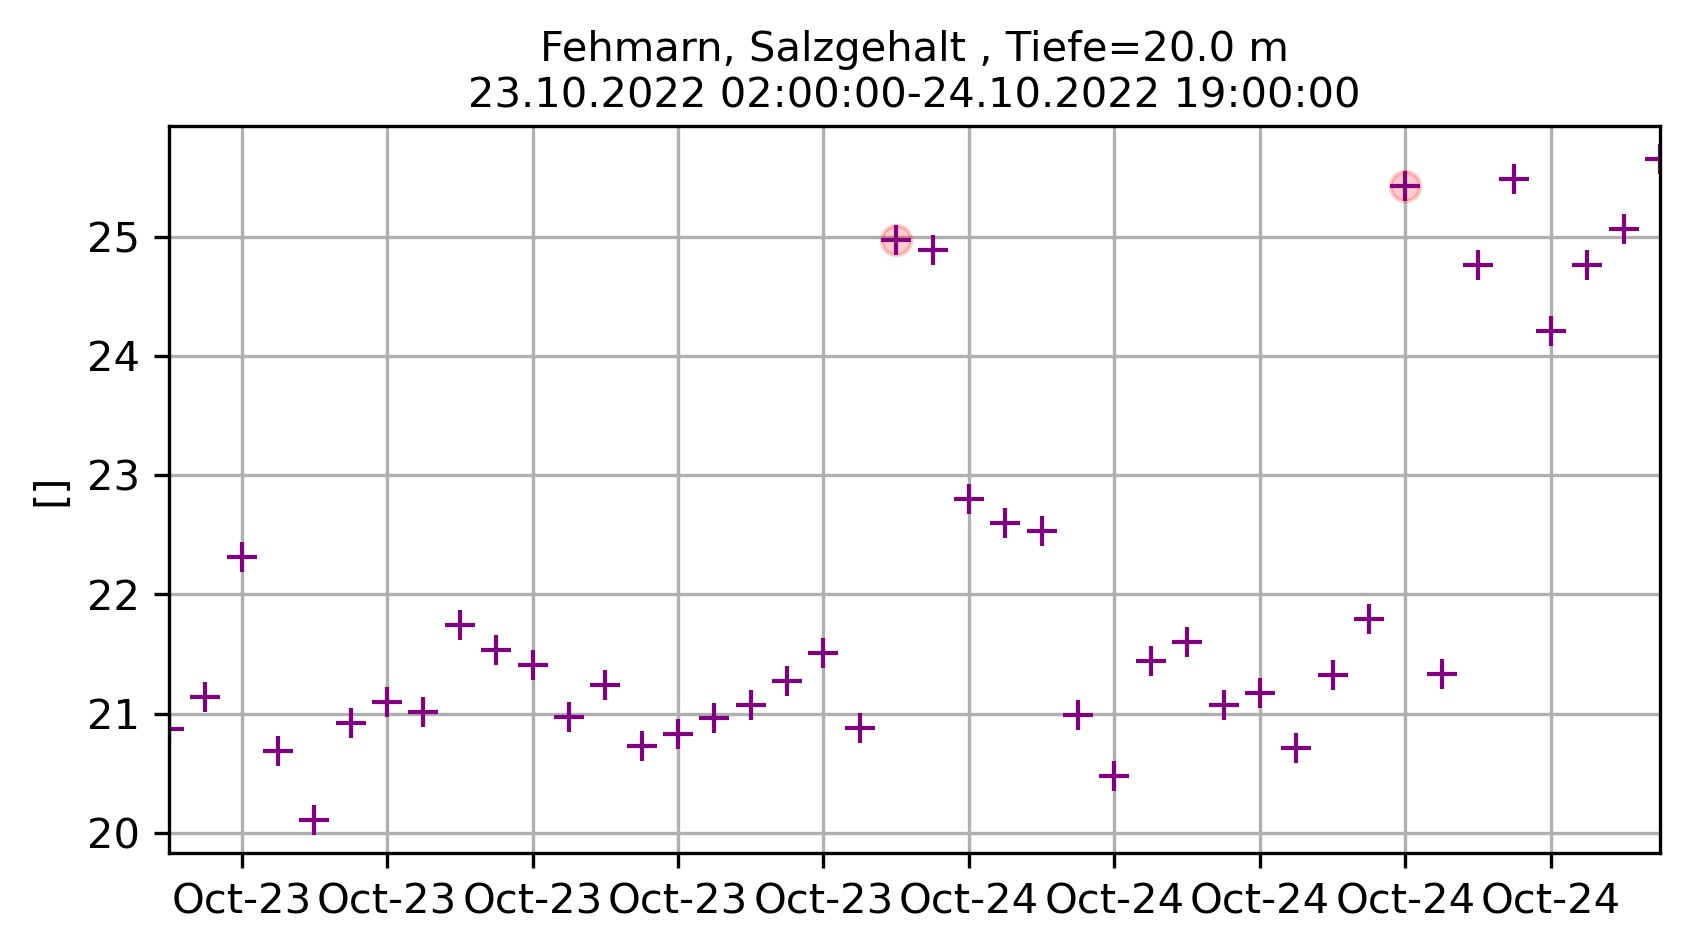 Fehmarn, Salzgehalt , Tiefe=20.0 m
23.10.2022 02:00:00-24.10.2022 19:00:00
25
24
23
22
21
20
[]
Oct-23 Oct-23 Oct-23 Oct-23 Oct-23 Oct-24 Oct-24 Oct-24 Oct-24 Oct-24